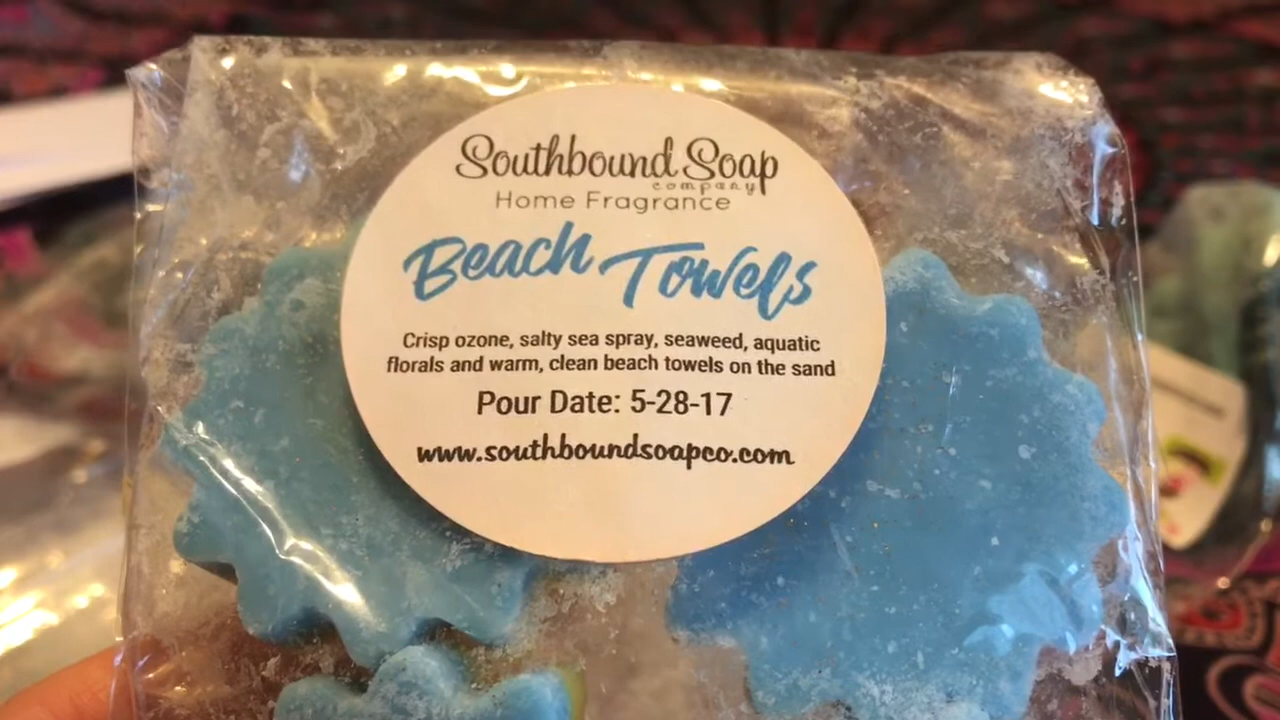 Southbound Soap
company
Home Fragrance
Beach Towels
Crisp ozone, salty sea spray, seaweed, aquatic
florals and warm, clean beach towels on the sand
Pour Date: 5-28-17
www.southboundsoapco.com